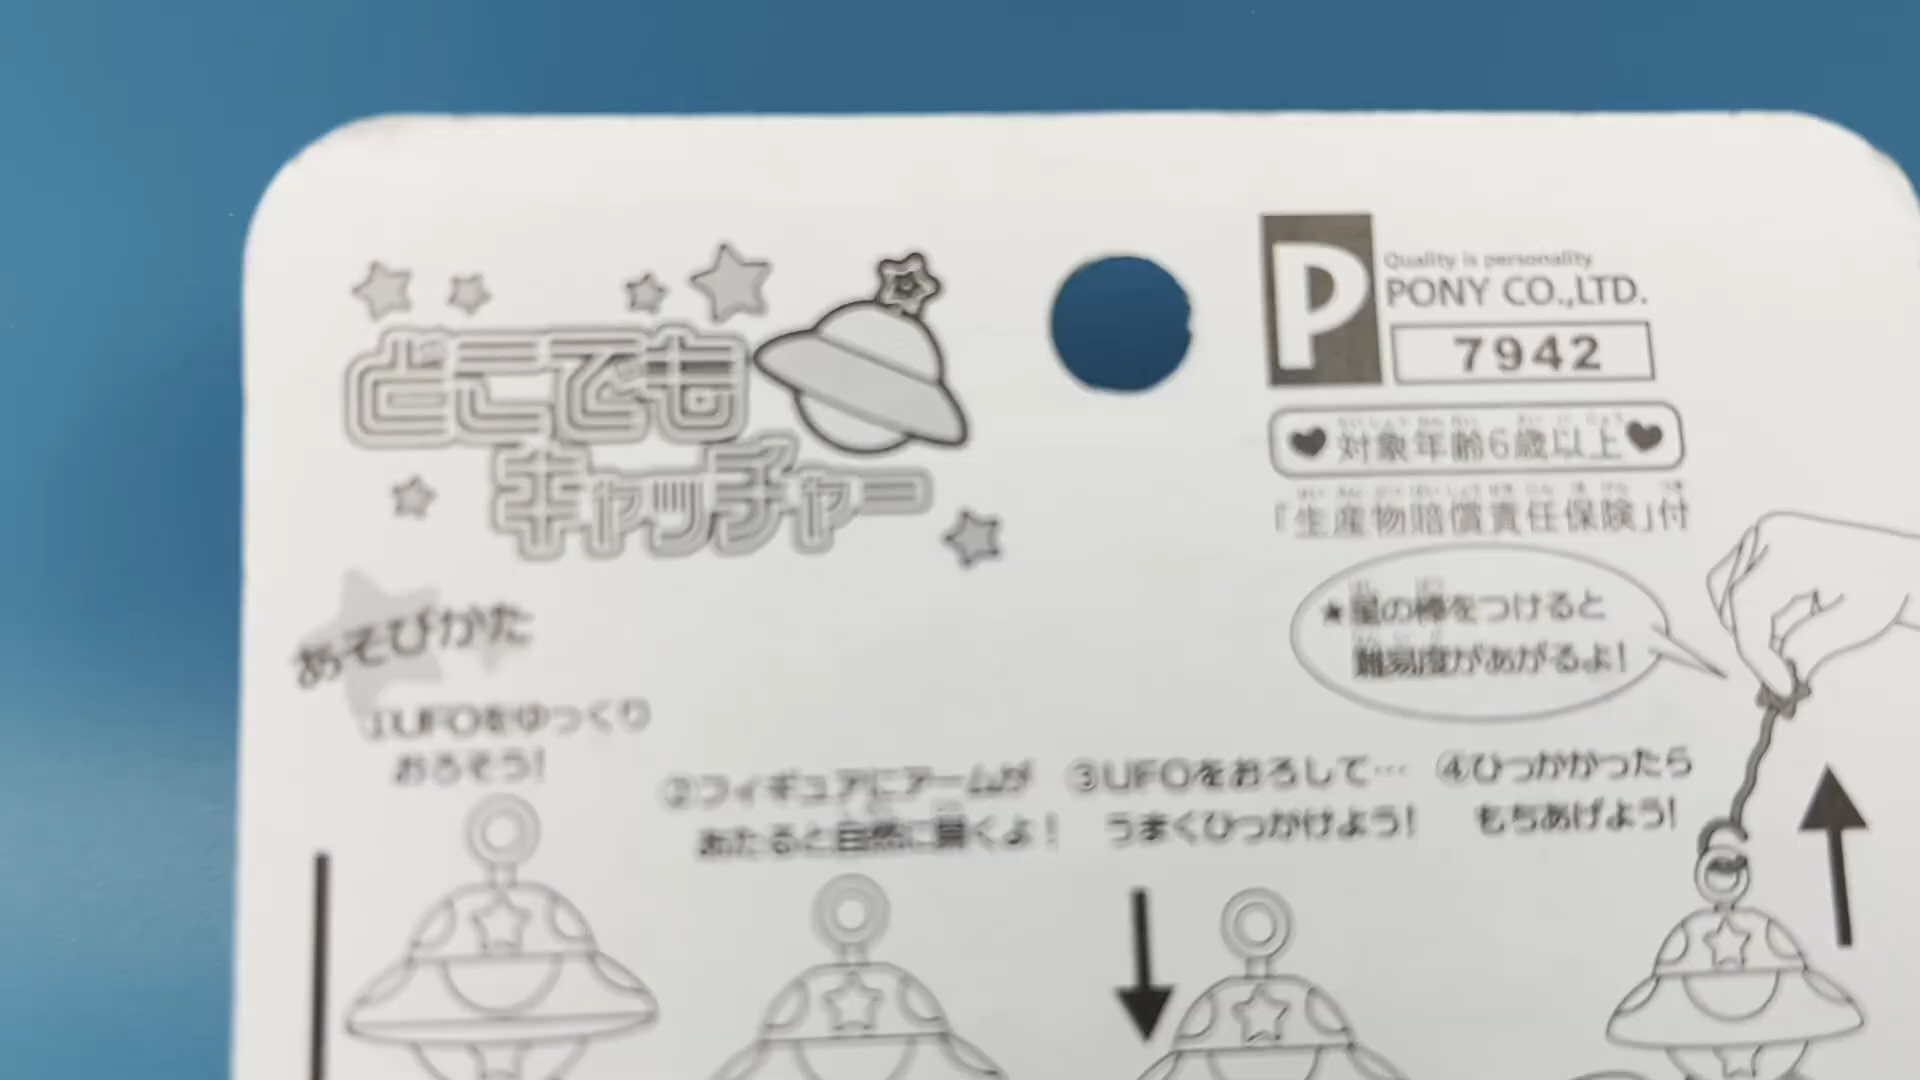 どこでも
キャッチャー
Quality is personality
PONY CO.,LTD.
7942
対象年齢6歳以上
「生産物賠償責任保険」付
★星の棒をつけると
難易度があがるよ!
あそびかた
①UFOをゆっくり
おろそう!
②フィギュアにアームが
あたると自然に開くよ!
③UFOをおろして…
うまくひっかけよう!
④ひっかかったら
もちあげよう!